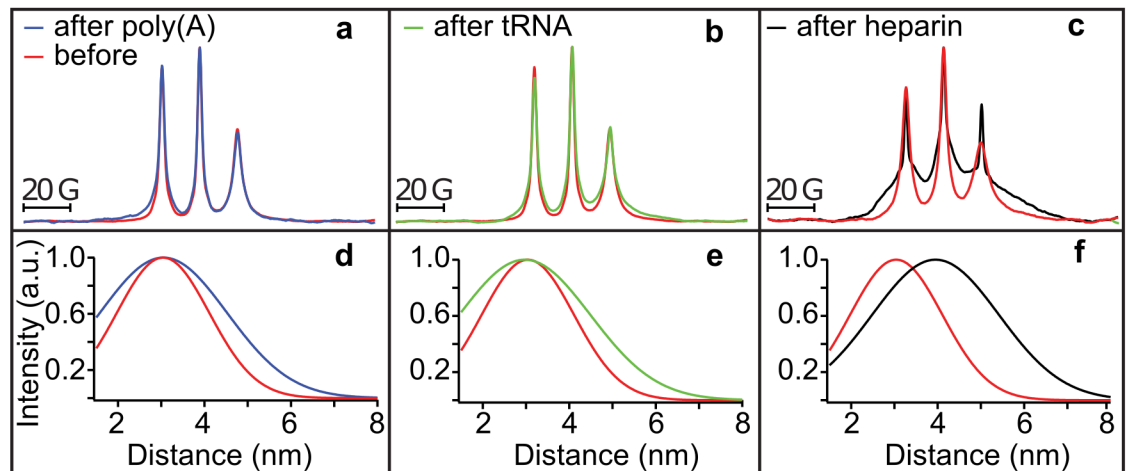 after poly(A)
before
a
20 G
after tRNA
b
20 G
after heparin
c
20 G
Intensity (a.u.)
1.0
0.6
0.2
d
2 4 6 8
Distance (nm)
1.0
0.6
0.2
e
2 4 6 8
Distance (nm)
1.0
0.6
0.2
f
2 4 6 8
Distance (nm)